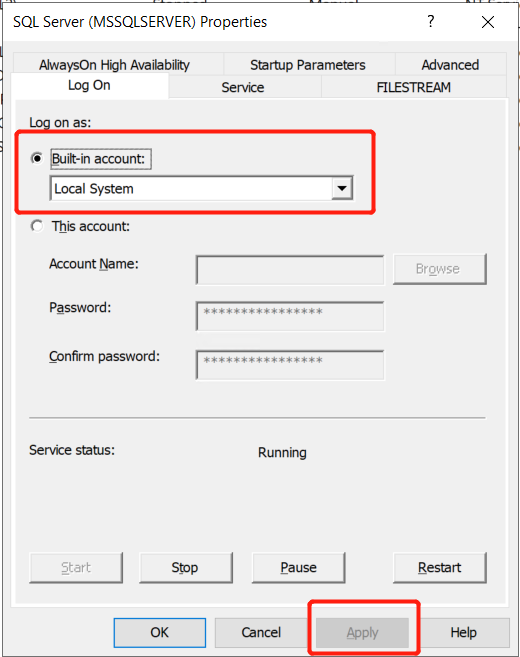 SQL Server (MSSQLSERVER) Properties
?
AlwaysOn High Availability
Startup Parameters
Advanced
Log On
Service
FILESTREAM
Log on as:
Built-in account:
Local System
This account:
Account Name:
Browse
Password:
****************
Confirm password:
****************
Service status:
Running
Start
Stop
Pause
Restart
OK
Cancel
Apply
Help